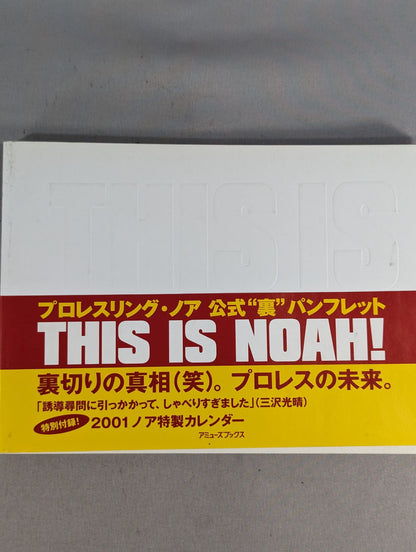 THIS IS
プロレスリング・ノア 公式“裏”パンフレット
THIS IS NOAH!
裏切りの真相(笑)。プロレスの未来。
「誘導尋問に引っかかって、しゃべりすぎました」(三沢光晴)
特別付録! 2001ノア特製カレンダー
アミューズブックス